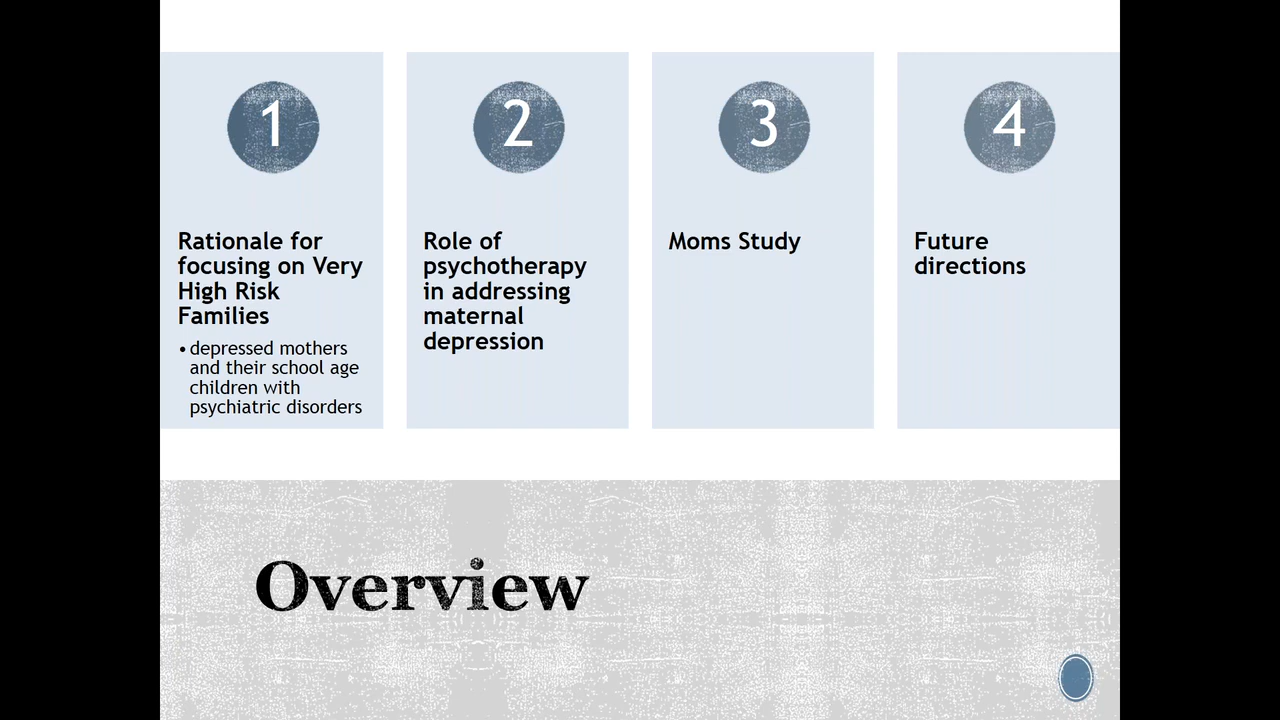 1
Rationale for
focusing on Very
High Risk
Families
• depressed mothers
and their school age
children with
psychiatric disorders
2
Role of
psychotherapy
in addressing
maternal
depression
3
Moms Study
4
Future
directions
Overview